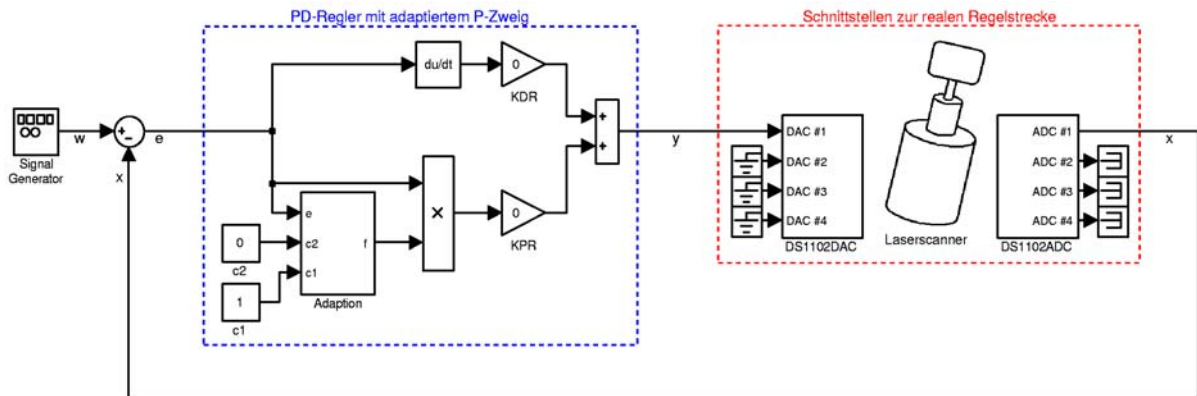 PD-Regler mit adaptiertem P-Zweig
Schnittstellen zur realen Regelstrecke
du/dt
0
KDR
Signal
Generator
w
+
−
e
x
+
+
y
e
c2
c1
f
Adaption
0
c2
1
c1
×
0
KPR
DAC #1
DAC #2
DAC #3
DAC #4
DS1102DAC
Laserscanner
ADC #1
ADC #2
ADC #3
ADC #4
DS1102ADC
x